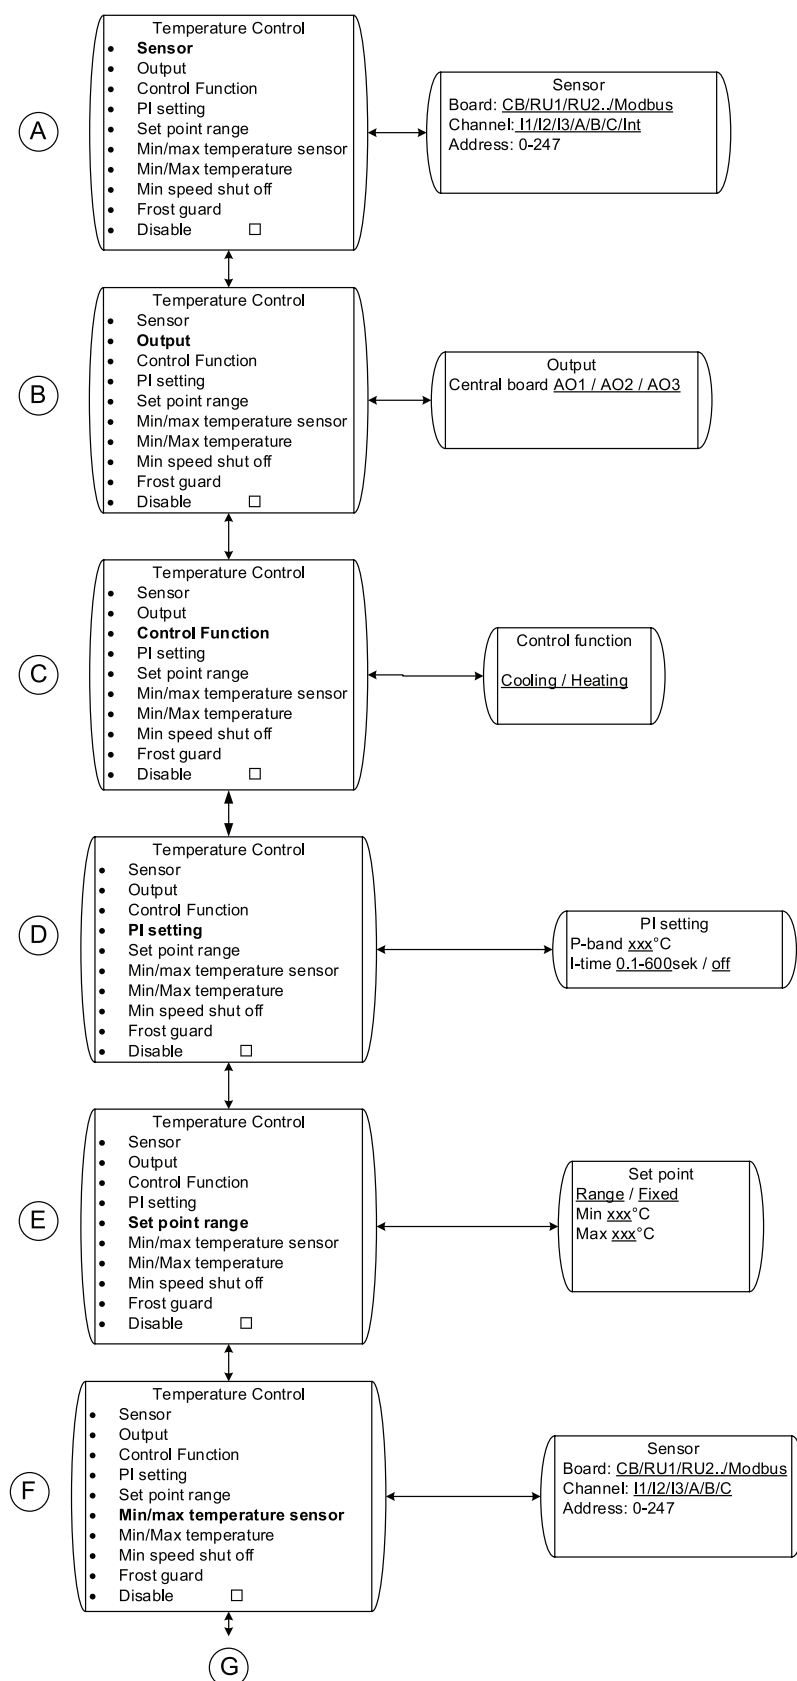 A
Temperature Control
• Sensor
• Output
• Control Function
• PI setting
• Set point range
• Min/max temperature sensor
• Min/Max temperature
• Min speed shut off
• Frost guard
• Disable □
Sensor
Board: CB/RU1/RU2../Modbus
Channel: I1/I2/I3/A/B/C/Int
Address: 0-247
B
Temperature Control
• Sensor
• Output
• Control Function
• PI setting
• Set point range
• Min/max temperature sensor
• Min/Max temperature
• Min speed shut off
• Frost guard
• Disable □
Output
Central board AO1 / AO2 / AO3
C
Temperature Control
• Sensor
• Output
• Control Function
• PI setting
• Set point range
• Min/max temperature sensor
• Min/Max temperature
• Min speed shut off
• Frost guard
• Disable □
Control function
Cooling / Heating
D
Temperature Control
• Sensor
• Output
• Control Function
• PI setting
• Set point range
• Min/max temperature sensor
• Min/Max temperature
• Min speed shut off
• Frost guard
• Disable □
PI setting
P-band xxx°C
I-time 0.1-600sek / off
E
Temperature Control
• Sensor
• Output
• Control Function
• PI setting
• Set point range
• Min/max temperature sensor
• Min/Max temperature
• Min speed shut off
• Frost guard
• Disable □
Set point
Range / Fixed
Min xxx°C
Max xxx°C
F
Temperature Control
• Sensor
• Output
• Control Function
• PI setting
• Set point range
• Min/max temperature sensor
• Min/Max temperature
• Min speed shut off
• Frost guard
• Disable □
Sensor
Board: CB/RU1/RU2../Modbus
Channel: I1/I2/I3/A/B/C
Address: 0-247
G